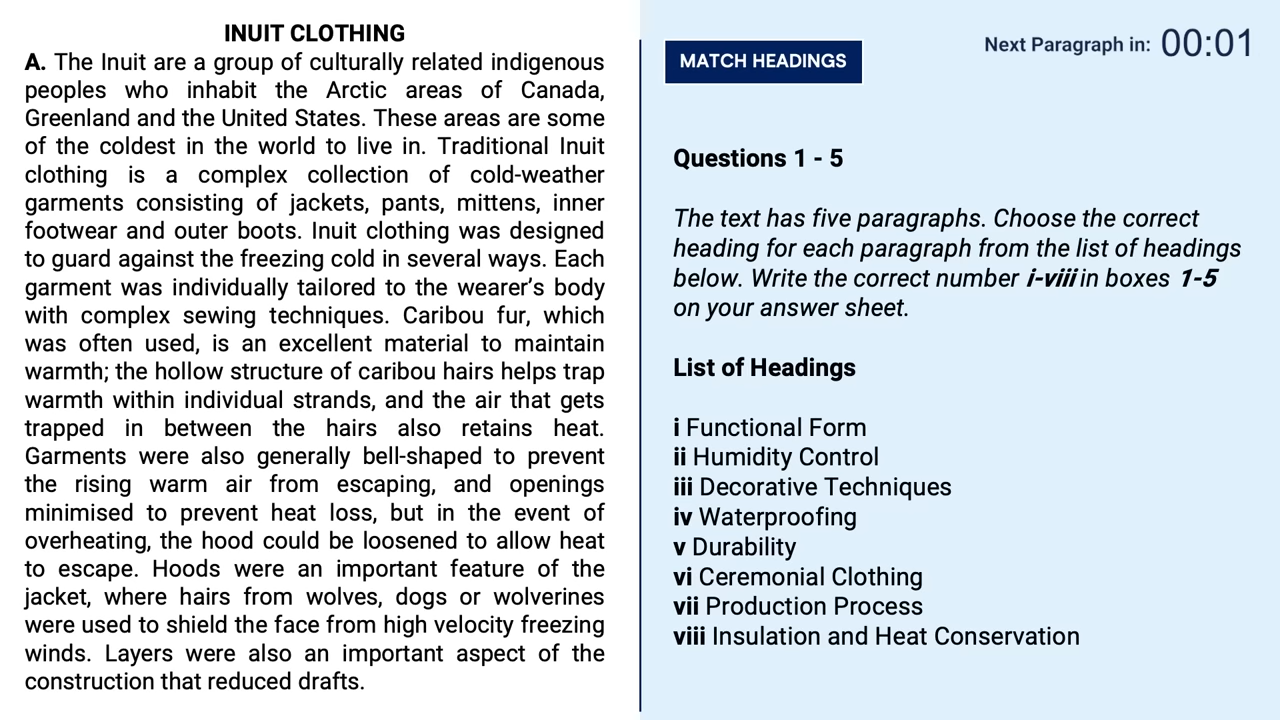 INUIT CLOTHING
A. The Inuit are a group of culturally related indigenous
peoples who inhabit the Arctic areas of Canada,
Greenland and the United States. These areas are some
of the coldest in the world to live in. Traditional Inuit
clothing is a complex collection of cold-weather
garments consisting of jackets, pants, mittens, inner
footwear and outer boots. Inuit clothing was designed
to guard against the freezing cold in several ways. Each
garment was individually tailored to the wearer's body
with complex sewing techniques. Caribou fur, which
was often used, is an excellent material to maintain
warmth; the hollow structure of caribou hairs helps trap
warmth within individual strands, and the air that gets
trapped in between the hairs also retains heat.
Garments were also generally bell-shaped to prevent
the rising warm air from escaping, and openings
minimised to prevent heat loss, but in the event of
overheating, the hood could be loosened to allow heat
to escape. Hoods were an important feature of the
jacket, where hairs from wolves, dogs or wolverines
were used to shield the face from high velocity freezing
winds. Layers were also an important aspect of the
construction that reduced drafts.
MATCH HEADINGS
Next Paragraph in: 00:01
Questions 1 - 5
The text has five paragraphs. Choose the correct
heading for each paragraph from the list of headings
below. Write the correct number i-viii in boxes 1-5
on your answer sheet.
List of Headings
i Functional Form
ii Humidity Control
iii Decorative Techniques
iv Waterproofing
v Durability
vi Ceremonial Clothing
vii Production Process
viii Insulation and Heat Conservation